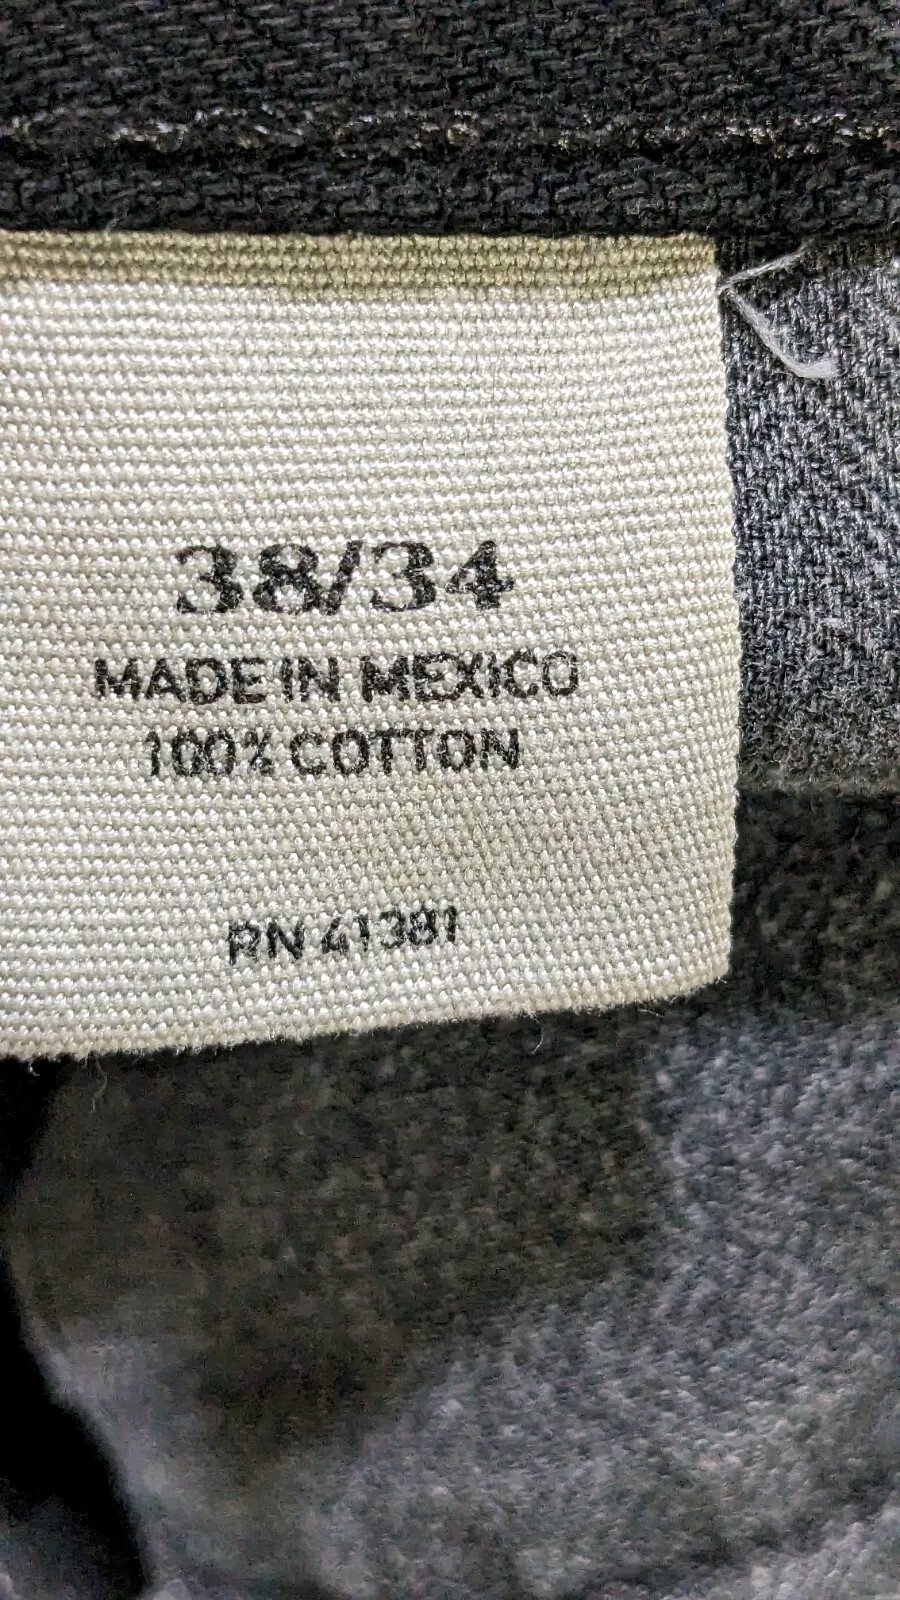 38/34
MADE IN MEXICO
100% COTTON
RN 41381